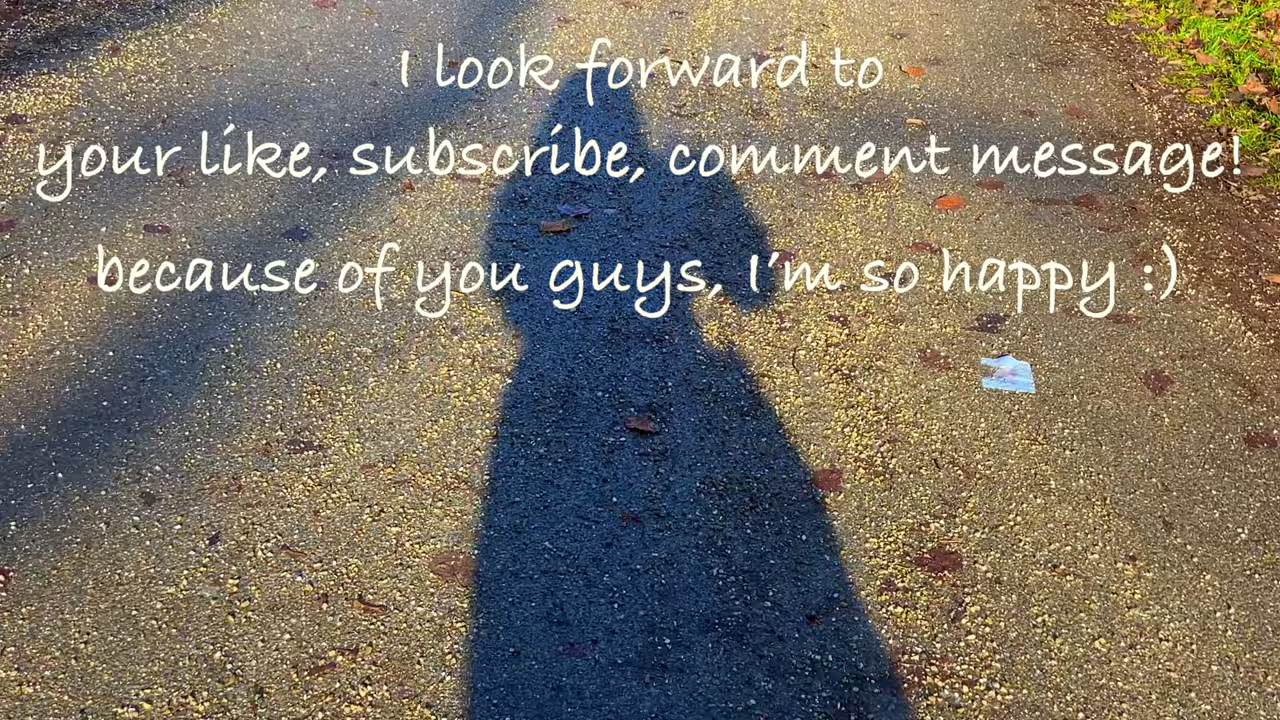 I look forward to
your like, subscribe, comment message!
because of you guys, I'm so happy :)